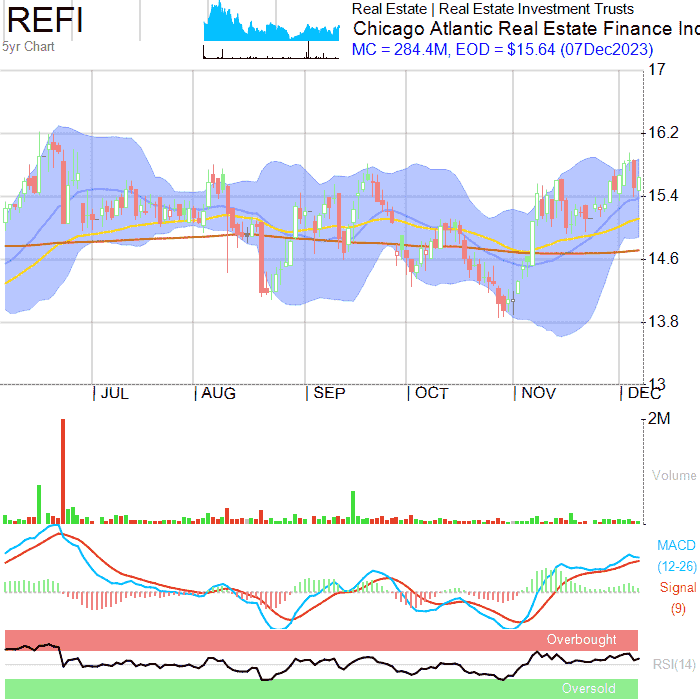 REFI
5yr Chart
Real Estate | Real Estate Investment Trusts
Chicago Atlantic Real Estate Finance Inc
MC = 284.4M, EOD = $15.64 (07Dec2023)
17
16.2
15.4
14.6
13.8
13
JUL AUG SEP OCT NOV DEC
2M
Volume
MACD
(12-26)
Signal
(9)
Overbought
RSI(14)
Oversold